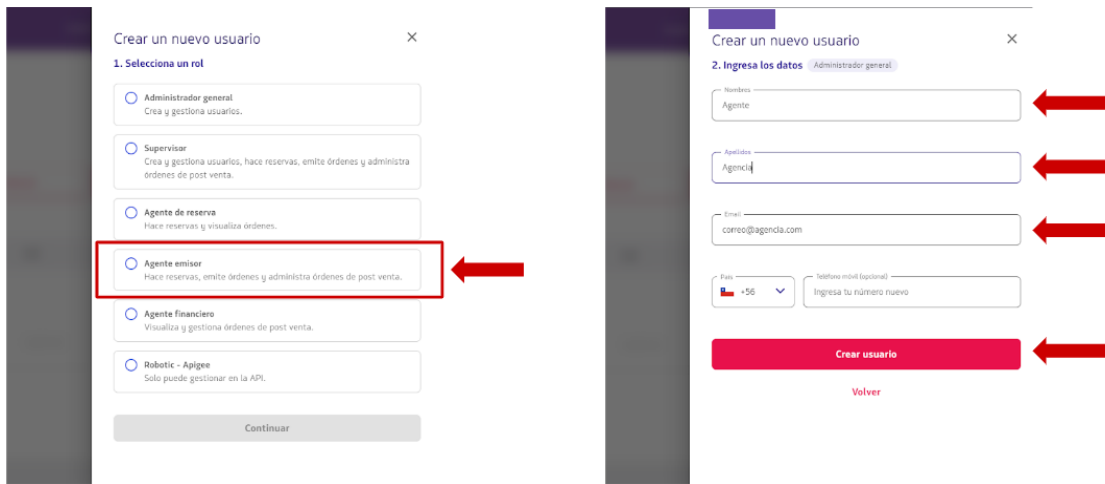 Crear un nuevo usuario
1. Selecciona un rol
Administrador general
Crea y gestiona usuarios.
Supervisor
Crea y gestiona usuarios, hace reservas, emite órdenes y administra
órdenes de post venta.
Agente de reserva
Hace reservas y visualiza órdenes.
Agente emisor
Hace reservas, emite órdenes y administra órdenes de post venta.
Agente financiero
Visualiza y gestiona órdenes de post venta.
Robotic - Apigee
Solo puede gestionar en la API.
Continuar
Crear un nuevo usuario
2. Ingresa los datos Administrador general
Nombres
Agente
Apellidos
Agencia
Email
correo@agencia.com
País Teléfono móvil (opcional)
+56 Ingresa tu número nuevo
Crear usuario
Volver